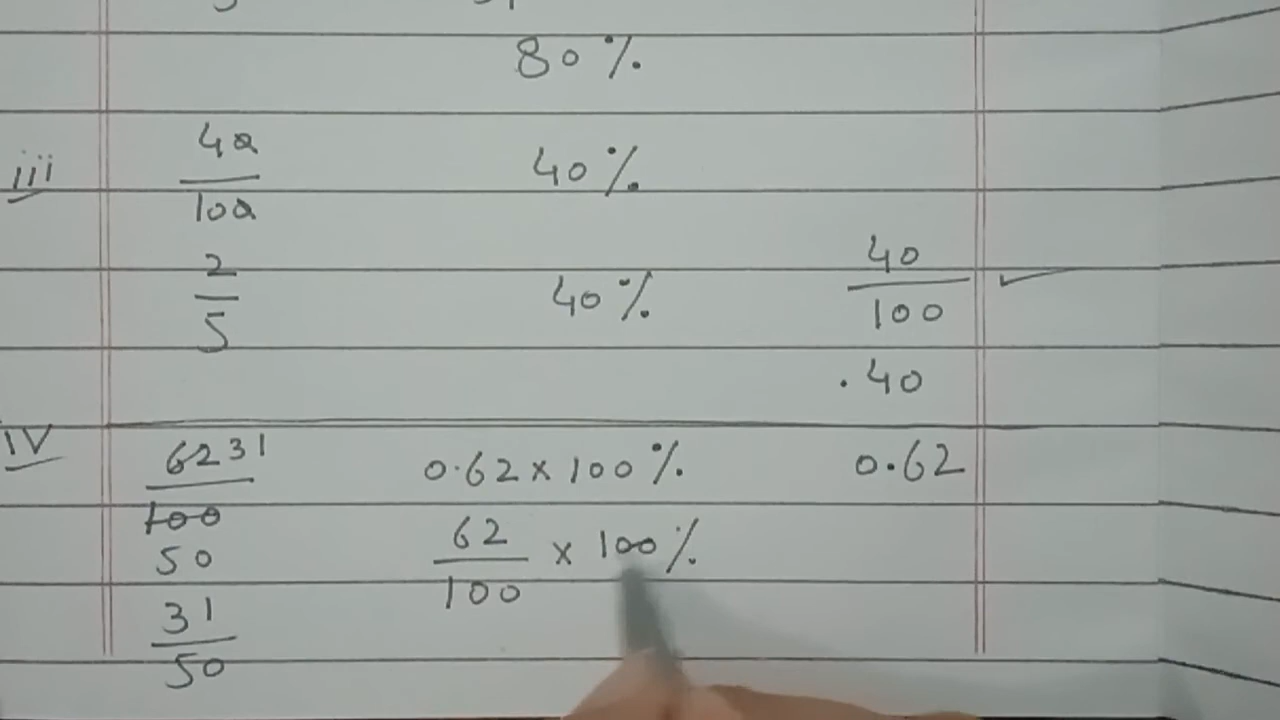 80%
iii 40/100 40%
2/5 40% 40/100 ✓
.40
IV 62 31/100 50 0.62×100% 0.62
62/100 × 100%
31/50